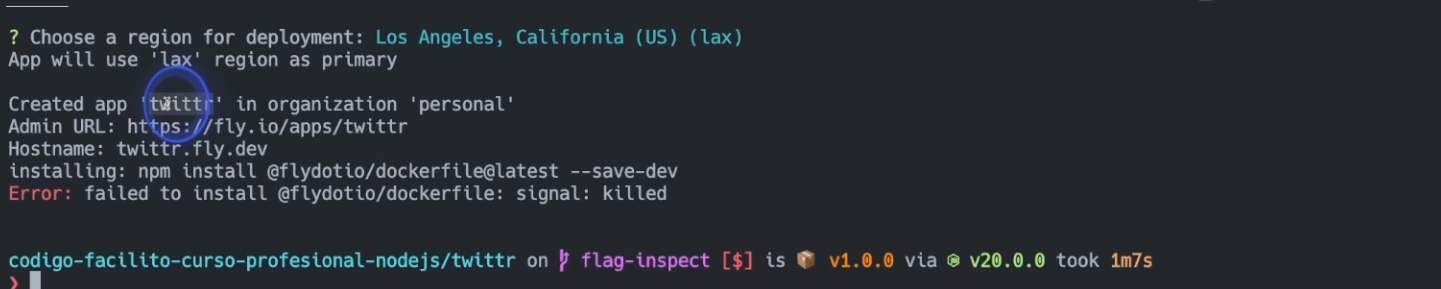 ? Choose a region for deployment: Los Angeles, California (US) (lax)
App will use 'lax' region as primary
Created app 'twittr' in organization 'personal'
Admin URL: https://fly.io/apps/twittr
Hostname: twittr.fly.dev
installing: npm install @flydotio/dockerfile@latest --save-dev
Error: failed to install @flydotio/dockerfile: signal: killed
codigo-facilito-curso-profesional-nodejs/twittr on flag-inspect [$] is 📦 v1.0.0 via v20.0.0 took 1m7s
❯